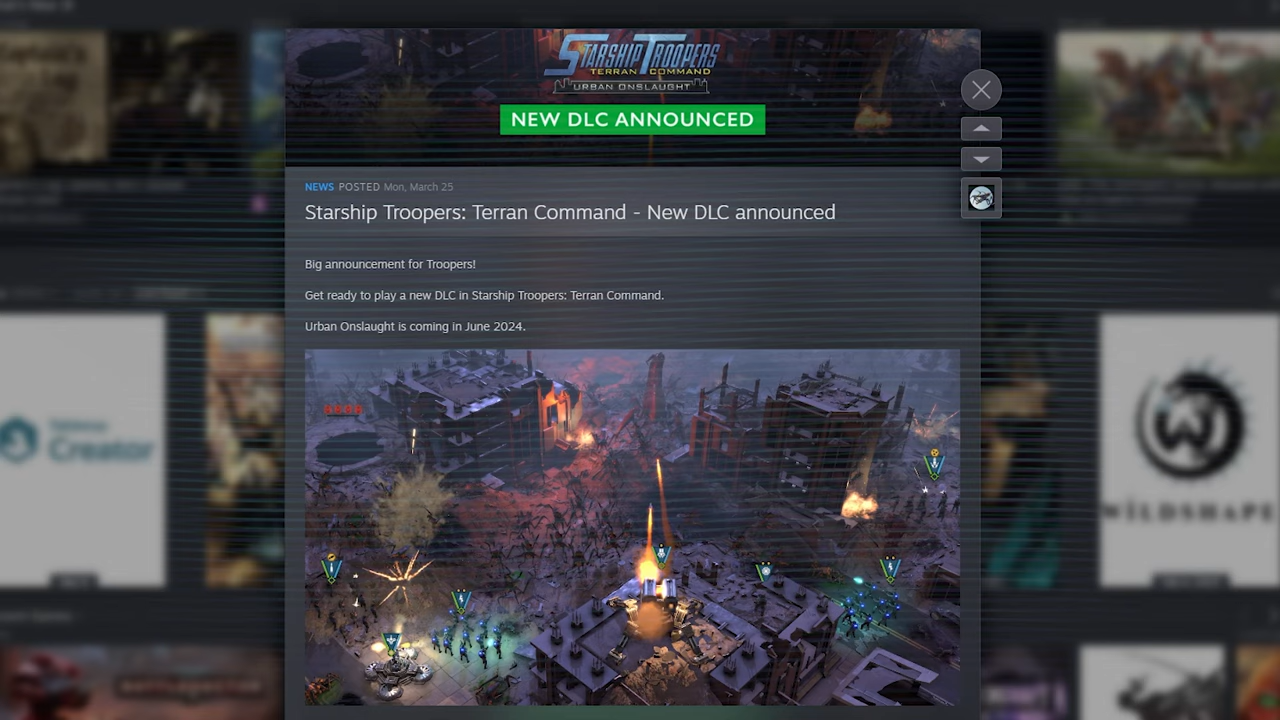 STARSHIP TROOPERS
TERRAN COMMAND
URBAN ONSLAUGHT
NEW DLC ANNOUNCED
NEWS POSTED Mon, March 25
Starship Troopers: Terran Command - New DLC announced
Big announcement for Troopers!
Get ready to play a new DLC in Starship Troopers: Terran Command.
Urban Onslaught is coming in June 2024.
Creator
W
WILDSHAPE